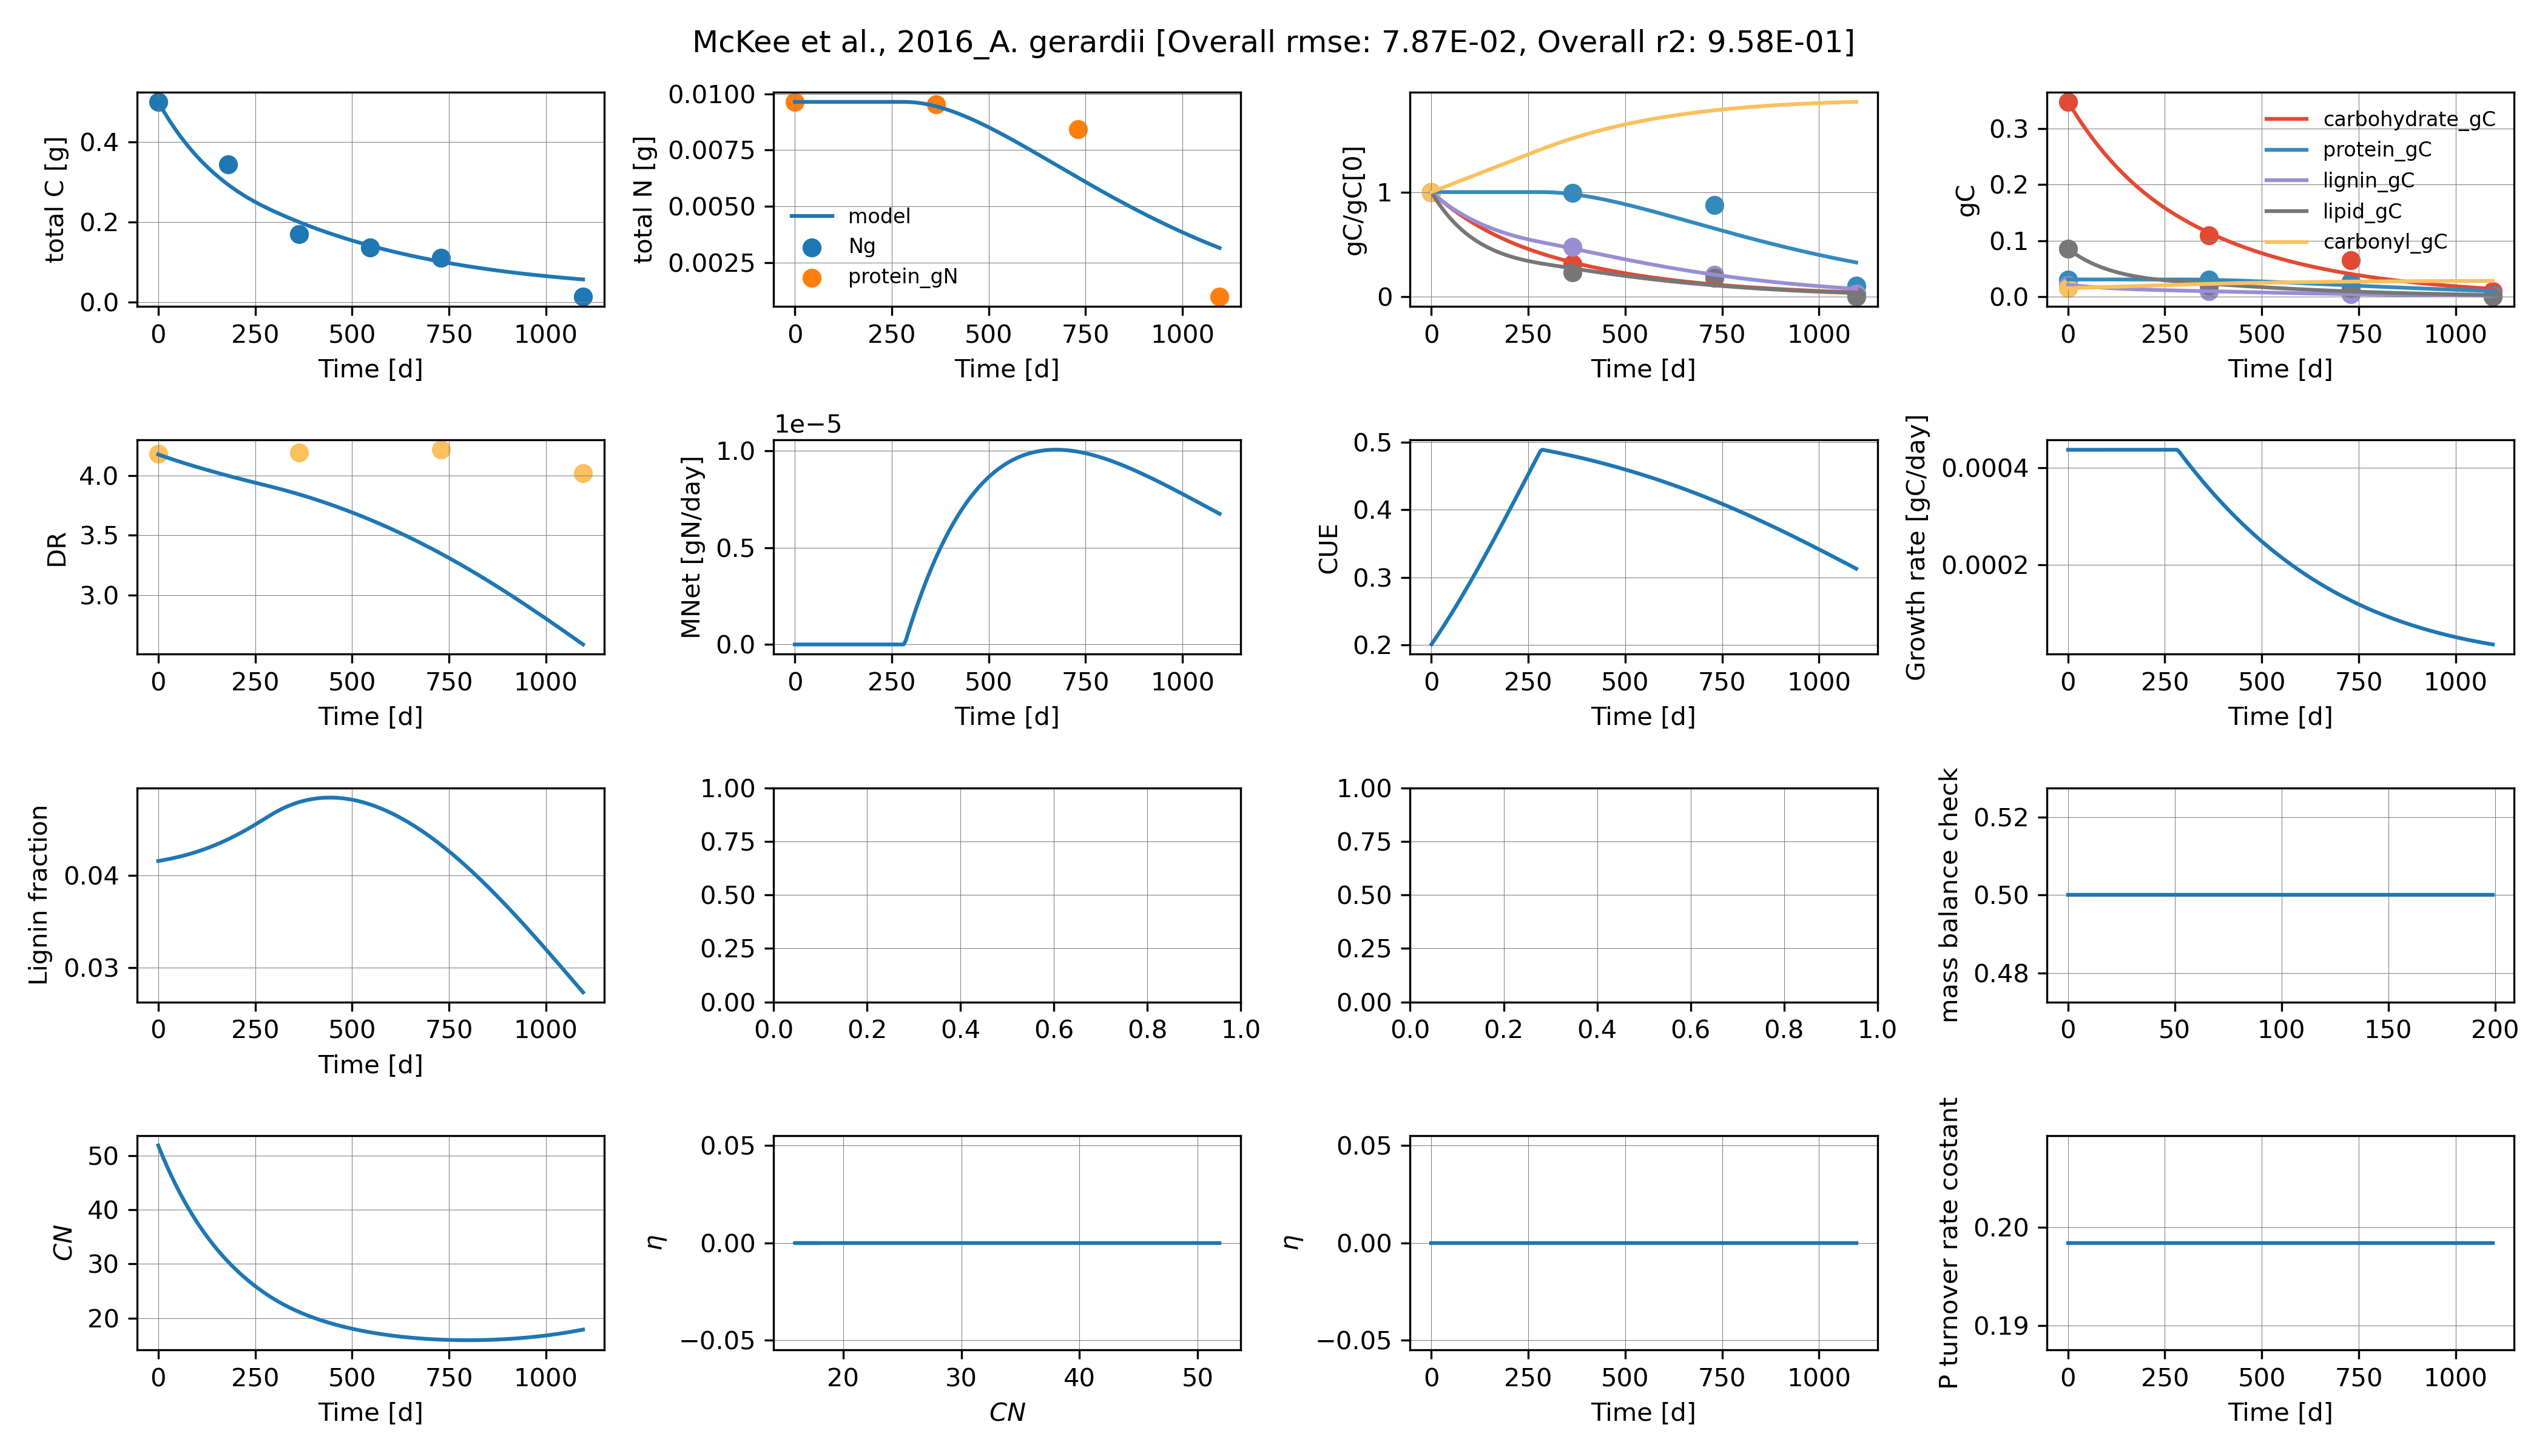 McKee et al., 2016_A. gerardii [Overall rmse: 7.87E-02, Overall r2: 9.58E-01]
total C [g]
0.4
0.2
0.0
0 250 500 750 1000
Time [d]
total N [g]
0.0100
0.0075
0.0050
0.0025
model
Ng
protein_gN
0 250 500 750 1000
Time [d]
gC/gC[0]
1
0
0 250 500 750 1000
Time [d]
gC
0.3
0.2
0.1
0.0
carbohydrate_gC
protein_gC
lignin_gC
lipid_gC
carbonyl_gC
0 250 500 750 1000
Time [d]
DR
4.0
3.5
3.0
0 250 500 750 1000
Time [d]
1e−5
MNet [gN/day]
1.0
0.5
0.0
0 250 500 750 1000
Time [d]
CUE
0.5
0.4
0.3
0.2
0 250 500 750 1000
Time [d]
Growth rate [gC/day]
0.0004
0.0002
0 250 500 750 1000
Time [d]
Lignin fraction
0.04
0.03
0 250 500 750 1000
Time [d]
1.00
0.75
0.50
0.25
0.00
0.0 0.2 0.4 0.6 0.8 1.0
1.00
0.75
0.50
0.25
0.00
0.0 0.2 0.4 0.6 0.8 1.0
mass balance check
0.52
0.50
0.48
0 50 100 150 200
CN
50
40
30
20
0 250 500 750 1000
Time [d]
η
0.05
0.00
−0.05
20 30 40 50
CN
η
0.05
0.00
−0.05
0 250 500 750 1000
Time [d]
P turnover rate costant
0.20
0.19
0 250 500 750 1000
Time [d]